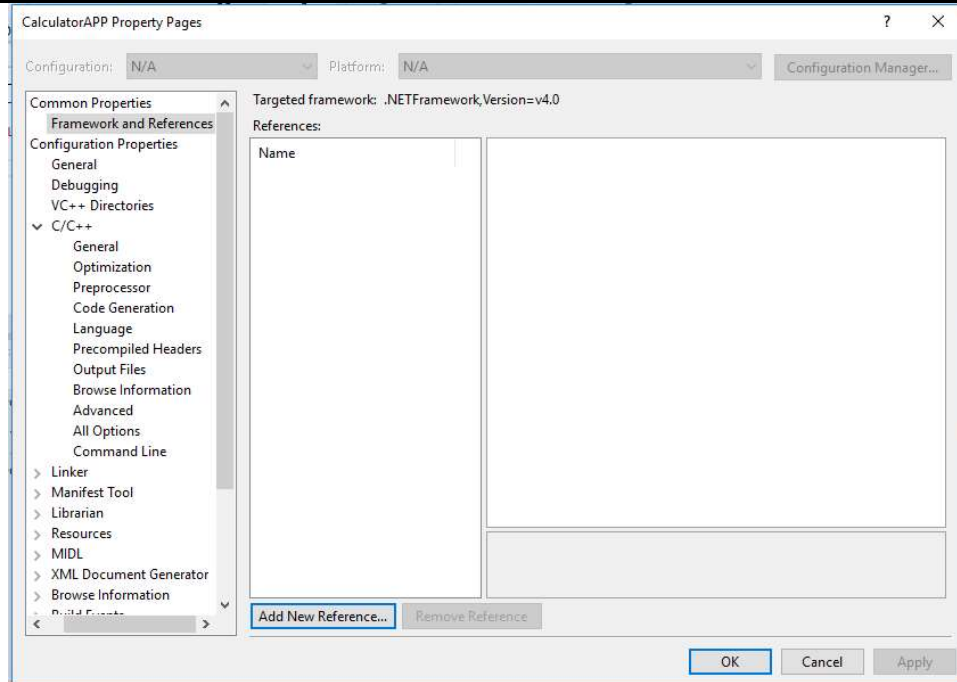 CalculatorAPP Property Pages
?
Configuration: N/A
Platform: N/A
Configuration Manager...
Common Properties
Framework and References
Configuration Properties
General
Debugging
VC++ Directories
C/C++
General
Optimization
Preprocessor
Code Generation
Language
Precompiled Headers
Output Files
Browse Information
Advanced
All Options
Command Line
Linker
Manifest Tool
Librarian
Resources
MIDL
XML Document Generator
Browse Information
Build Events
Targeted framework: .NETFramework,Version=v4.0
References:
Name
Add New Reference...
Remove Reference
OK
Cancel
Apply